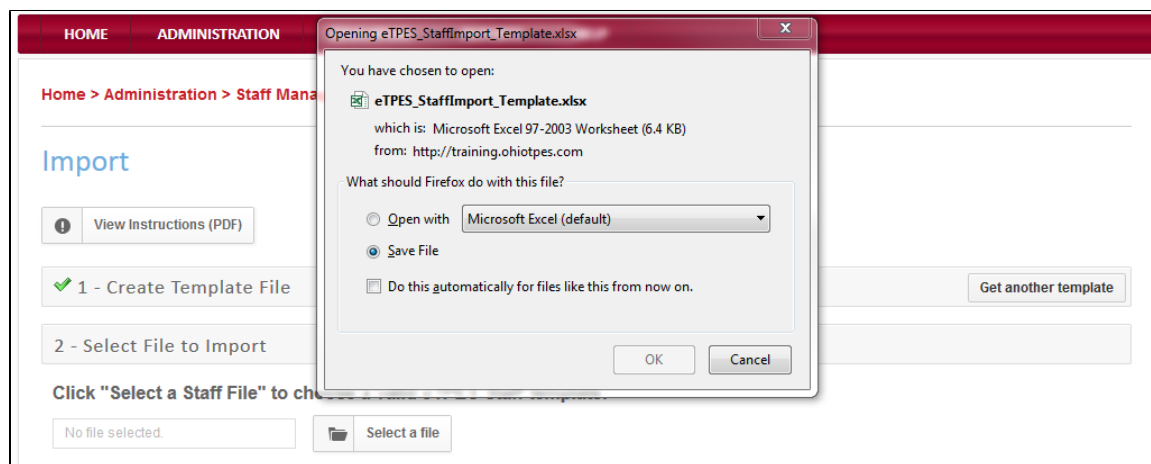 HOME ADMINISTRATION
Opening eTPES_StaffImport_Template.xlsx
x
You have chosen to open:
eTPES_StaffImport_Template.xlsx
which is: Microsoft Excel 97-2003 Worksheet (6.4 KB)
from: http://training.ohiotpes.com
What should Firefox do with this file?
Open with Microsoft Excel (default)
Save File
Do this automatically for files like this from now on.
OK Cancel
Home > Administration > Staff Mana
Import
View Instructions (PDF)
1 - Create Template File Get another template
2 - Select File to Import
Click "Select a Staff File" to
No file selected. Select a file